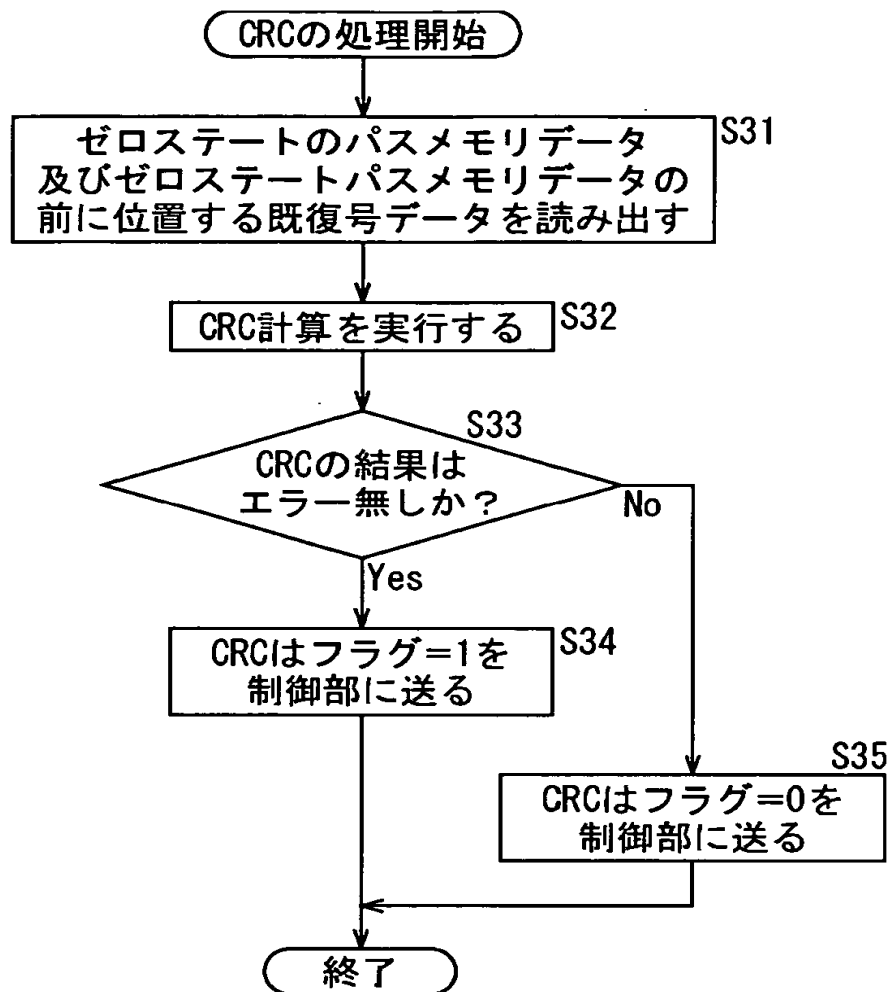 CRCの処理開始
S31
ゼロステートのパスメモリデータ
及びゼロステートパスメモリデータの
前に位置する既復号データを読み出す
S32
CRC計算を実行する
S33
CRCの結果は
エラー無しか？
No
Yes
S34
CRCはフラグ=1を
制御部に送る
S35
CRCはフラグ=0を
制御部に送る
終了